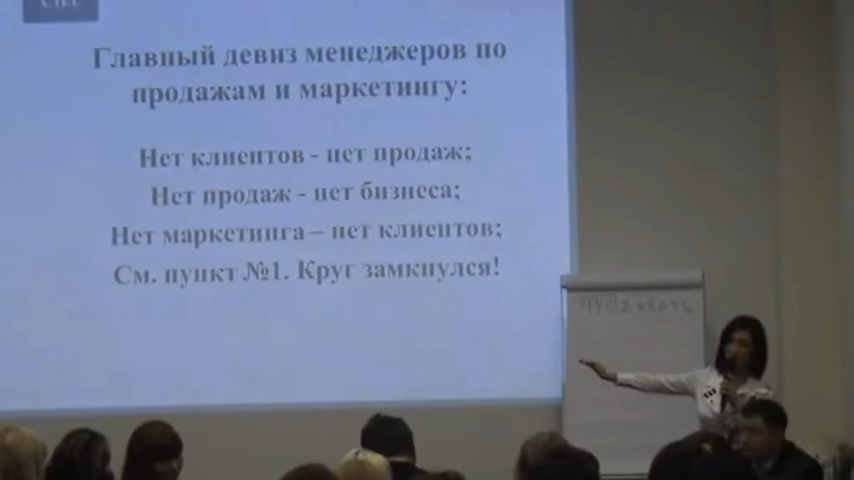 Главный девиз менеджеров по
продажам и маркетингу:
Нет клиентов - нет продаж;
Нет продаж - нет бизнеса;
Нет маркетинга – нет клиентов;
См. пункт №1. Круг замкнулся!